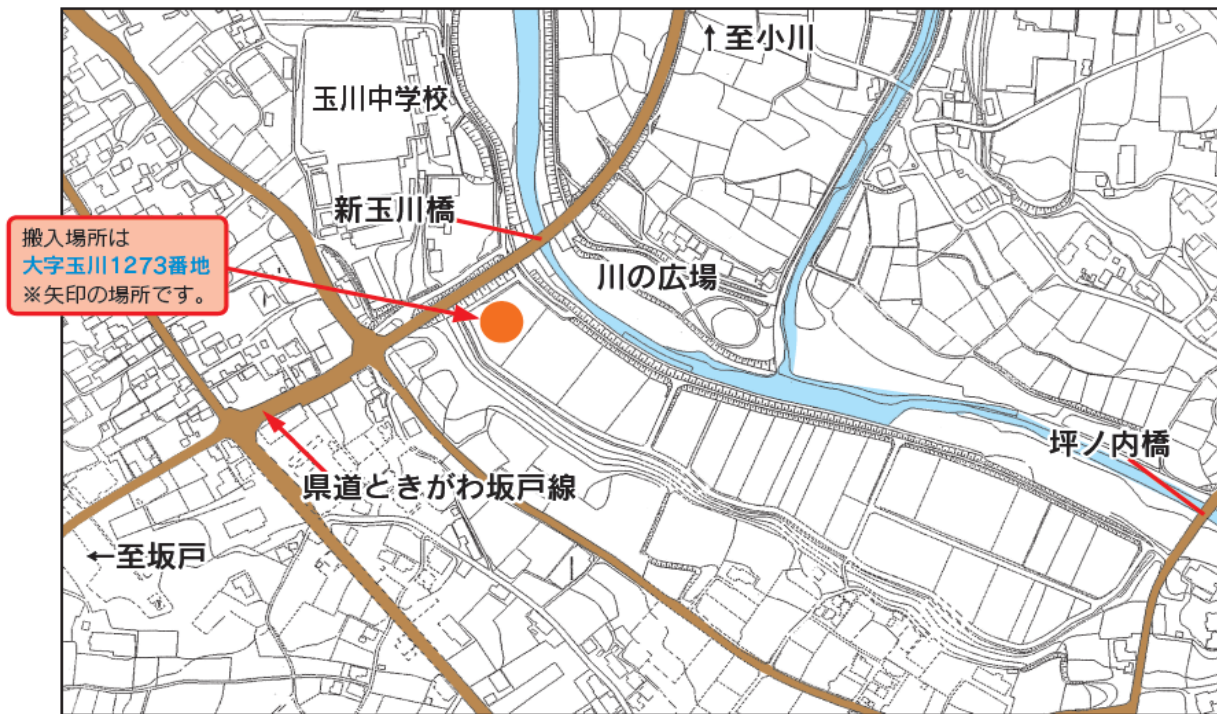 ↑至小川
玉川中学校
新玉川橋
搬入場所は
大字玉川1273番地
※矢印の場所です。
川の広場
坪ノ内橋
県道ときがわ坂戸線
←至坂戸